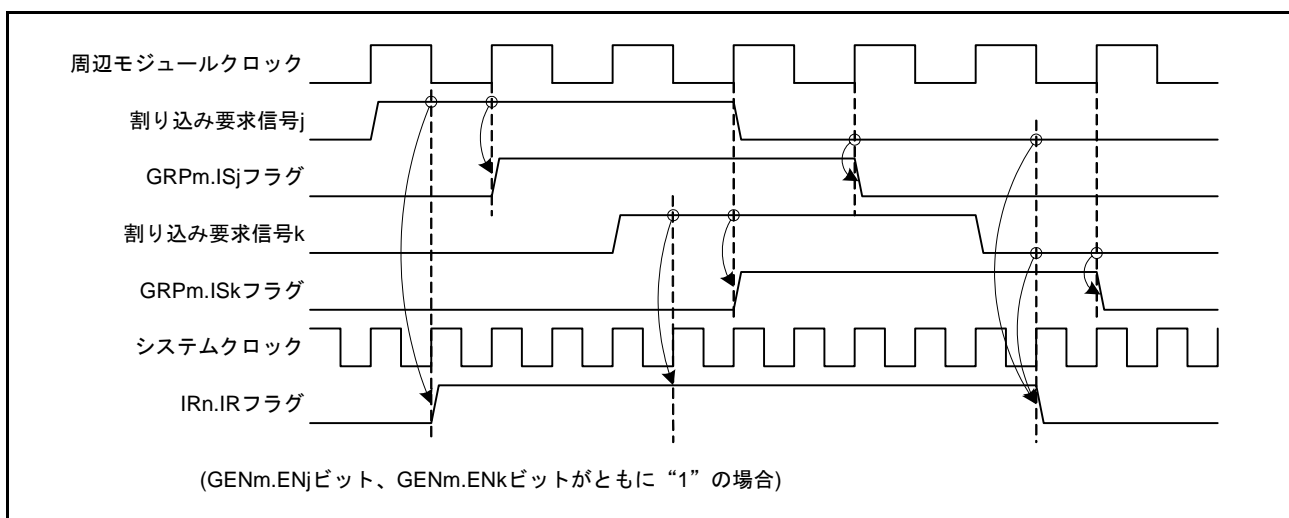 周辺モジュールクロック
割り込み要求信号j
GRPm.ISjフラグ
割り込み要求信号k
GRPm.ISkフラグ
システムクロック
IRn.IRフラグ
(GENm.ENjビット、GENm.ENkビットがともに“1”の場合)